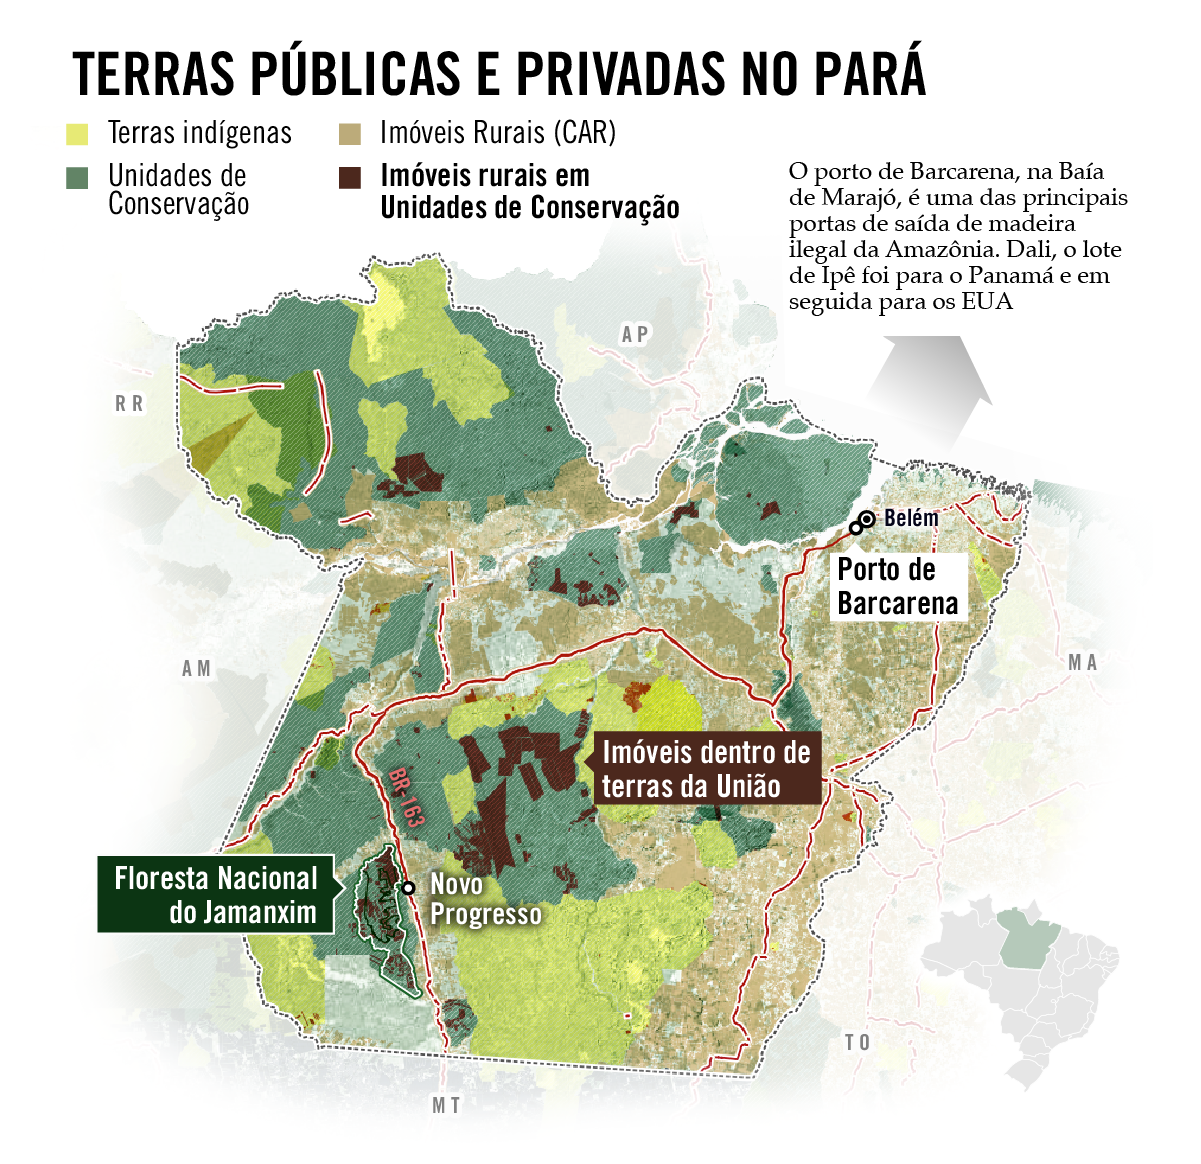 TERRAS PÚBLICAS E PRIVADAS NO PARÁ
Terras indígenas
Unidades de
Conservação
Imóveis Rurais (CAR)
Imóveis rurais em
Unidades de Conservação
O porto de Barcarena, na Baía
de Marajó, é uma das principais
portas de saída de madeira
ilegal da Amazônia. Dali, o lote
de Ipê foi para o Panamá e em
seguida para os EUA
AP
RR
Belém
Porto de
Barcarena
AM
MA
Imóveis dentro de
terras da União
BR-163
Floresta Nacional
do Jamanxim
Novo
Progresso
TO
MT